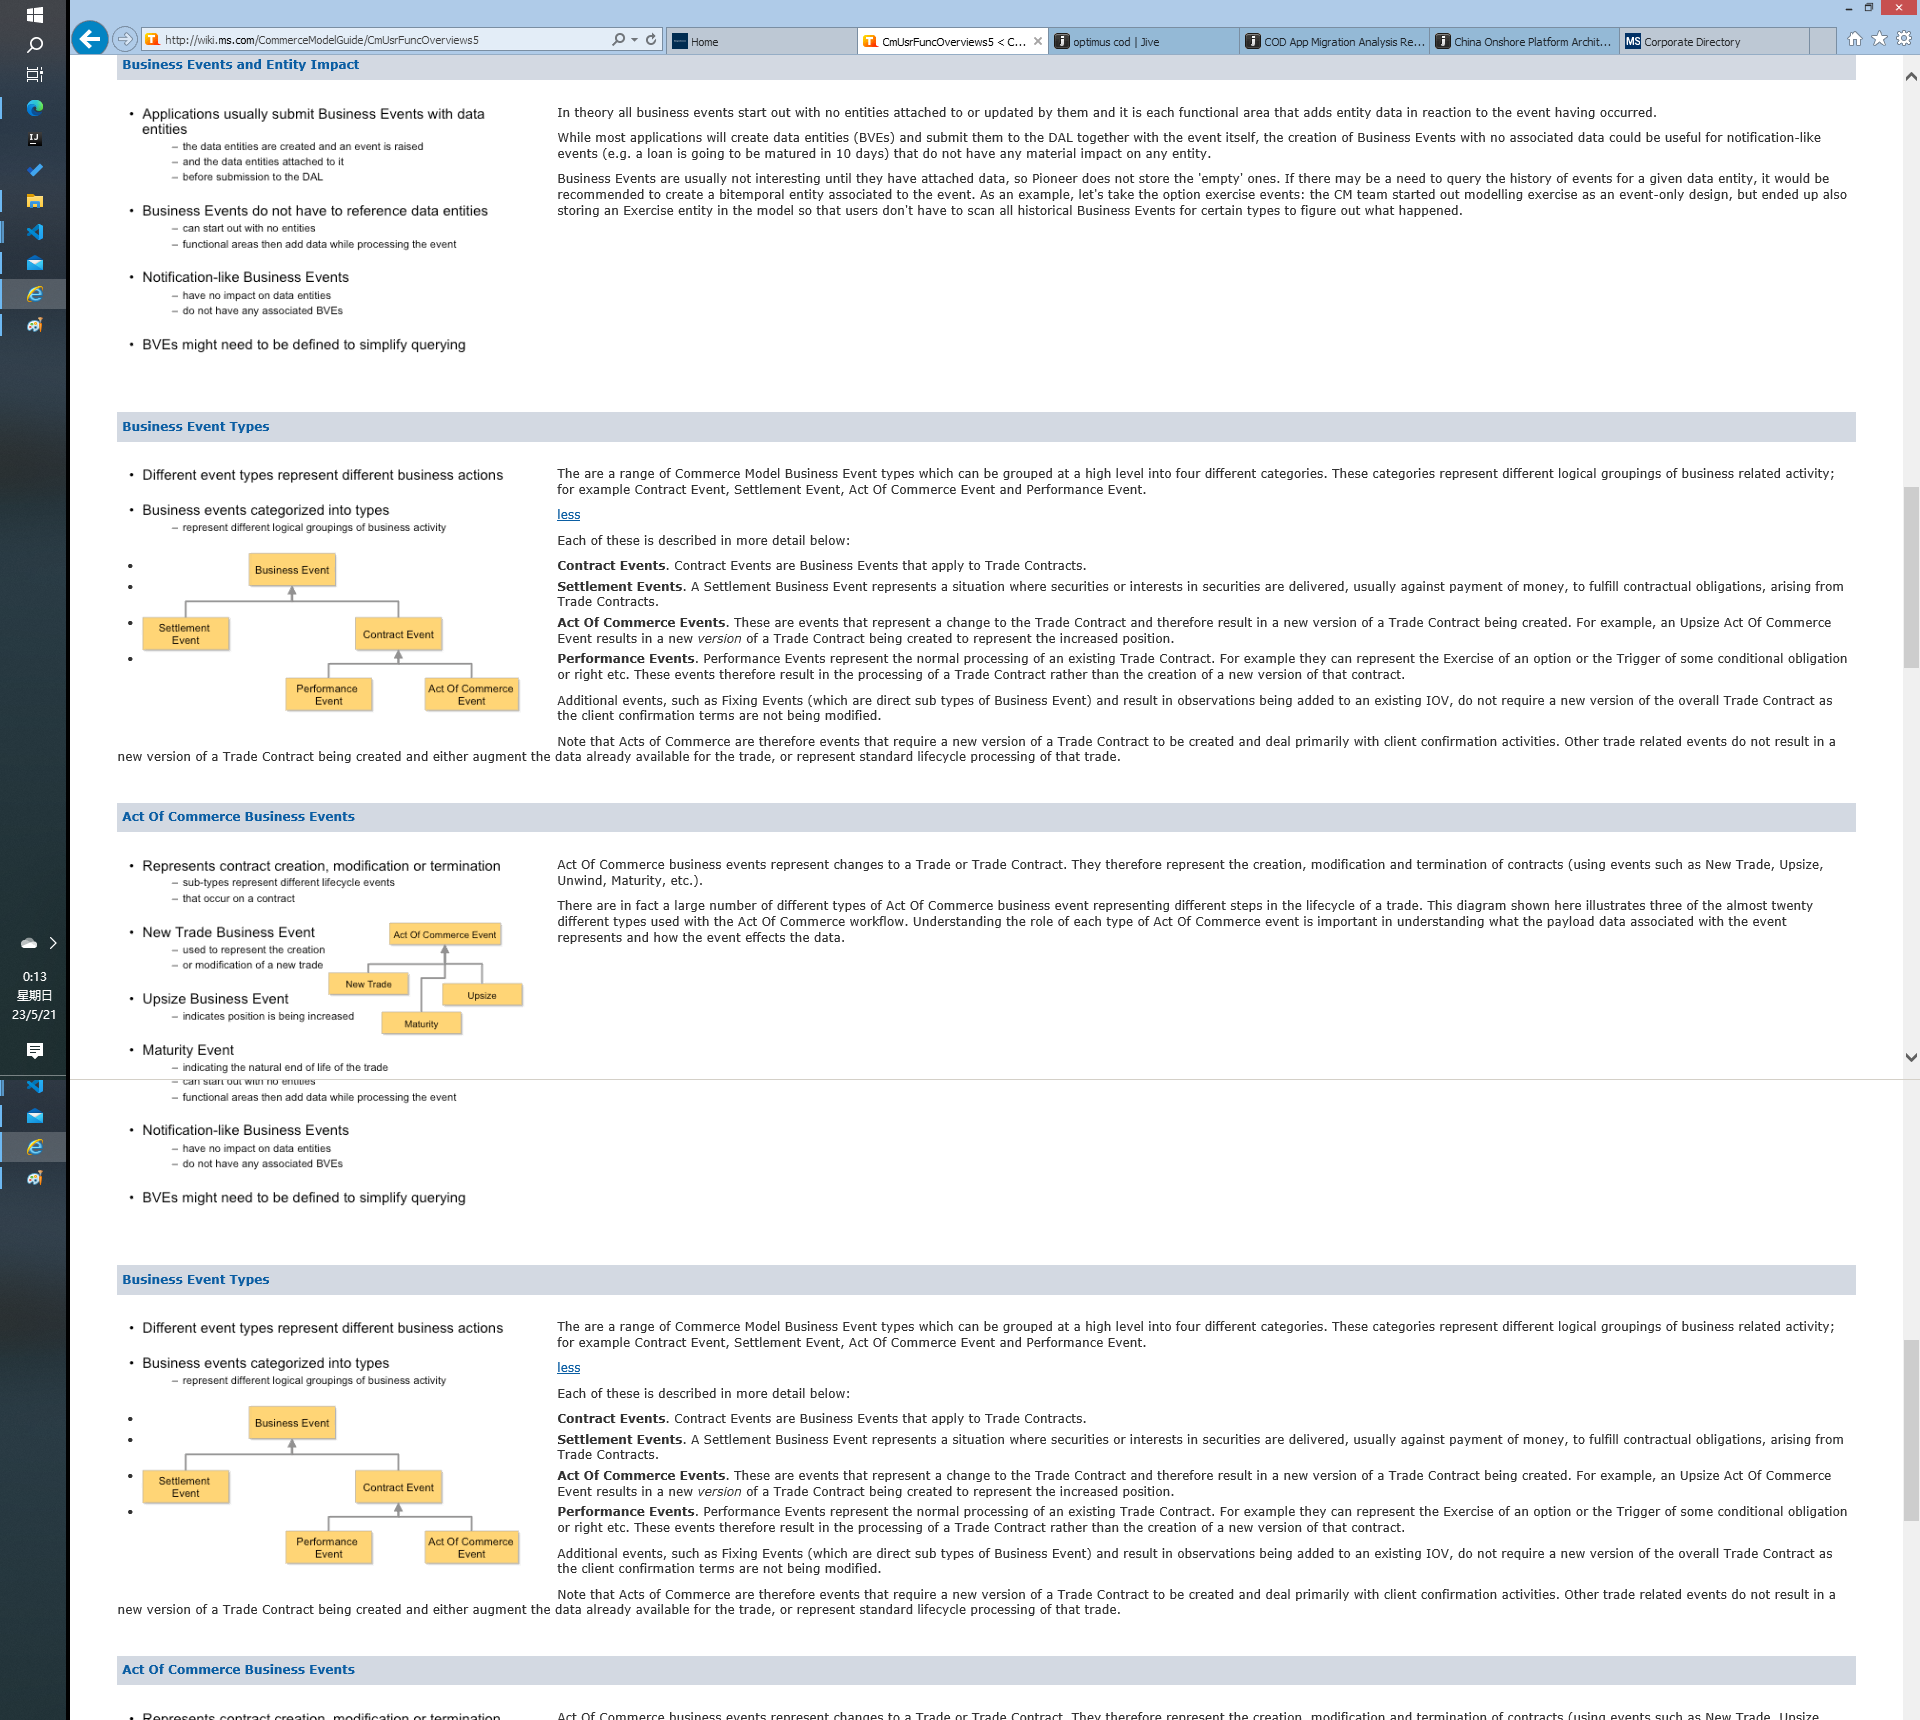 http://wiki.ms.com/CommerceModelGuide/CmUsrFuncOverviews5
Home
CmUsrFuncOverviews5 < C...
optimus cod | Jive
COD App Migration Analysis Re...
China Onshore Platform Archit...
MS Corporate Directory
Business Events and Entity Impact
• Applications usually submit Business Events with data
entities
– the data entities are created and an event is raised
– and the data entities attached to it
– before submission to the DAL
• Business Events do not have to reference data entities
– can start out with no entities
– functional areas then add data while processing the event
• Notification-like Business Events
– have no impact on data entities
– do not have any associated BVEs
• BVEs might need to be defined to simplify querying
In theory all business events start out with no entities attached to or updated by them and it is each functional area that adds entity data in reaction to the event having occurred.
While most applications will create data entities (BVEs) and submit them to the DAL together with the event itself, the creation of Business Events with no associated data could be useful for notification-like
events (e.g. a loan is going to be matured in 10 days) that do not have any material impact on any entity.
Business Events are usually not interesting until they have attached data, so Pioneer does not store the 'empty' ones. If there may be a need to query the history of events for a given data entity, it would be
recommended to create a bitemporal entity associated to the event. As an example, let's take the option exercise events: the CM team started out modelling exercise as an event-only design, but ended up also
storing an Exercise entity in the model so that users don't have to scan all historical Business Events for certain types to figure out what happened.
Business Event Types
• Different event types represent different business actions
• Business events categorized into types
– represent different logical groupings of business activity
Business Event
Settlement
Event
Contract Event
Performance
Event
Act Of Commerce
Event
The are a range of Commerce Model Business Event types which can be grouped at a high level into four different categories. These categories represent different logical groupings of business related activity;
for example Contract Event, Settlement Event, Act Of Commerce Event and Performance Event.
less
Each of these is described in more detail below:
Contract Events. Contract Events are Business Events that apply to Trade Contracts.
Settlement Events. A Settlement Business Event represents a situation where securities or interests in securities are delivered, usually against payment of money, to fulfill contractual obligations, arising from
Trade Contracts.
Act Of Commerce Events. These are events that represent a change to the Trade Contract and therefore result in a new version of a Trade Contract being created. For example, an Upsize Act Of Commerce
Event results in a new version of a Trade Contract being created to represent the increased position.
Performance Events. Performance Events represent the normal processing of an existing Trade Contract. For example they can represent the Exercise of an option or the Trigger of some conditional obligation
or right etc. These events therefore result in the processing of a Trade Contract rather than the creation of a new version of that contract.
Additional events, such as Fixing Events (which are direct sub types of Business Event) and result in observations being added to an existing IOV, do not require a new version of the overall Trade Contract as
the client confirmation terms are not being modified.
Note that Acts of Commerce are therefore events that require a new version of a Trade Contract to be created and deal primarily with client confirmation activities. Other trade related events do not result in a
new version of a Trade Contract being created and either augment the data already available for the trade, or represent standard lifecycle processing of that trade.
Act Of Commerce Business Events
• Represents contract creation, modification or termination
– sub-types represent different lifecycle events
– that occur on a contract
• New Trade Business Event
– used to represent the creation
– or modification of a new trade
• Upsize Business Event
– indicates position is being increased
• Maturity Event
– indicating the natural end of life of the trade
Act Of Commerce Event
New Trade
Upsize
Maturity
Act Of Commerce business events represent changes to a Trade or Trade Contract. They therefore represent the creation, modification and termination of contracts (using events such as New Trade, Upsize,
Unwind, Maturity, etc.).
There are in fact a large number of different types of Act Of Commerce business event representing different steps in the lifecycle of a trade. This diagram shown here illustrates three of the almost twenty
different types used with the Act Of Commerce workflow. Understanding the role of each type of Act Of Commerce event is important in understanding what the payload data associated with the event
represents and how the event effects the data.
0:13
星期日
23/5/21
– can start out with no entities
– functional areas then add data while processing the event
• Notification-like Business Events
– have no impact on data entities
– do not have any associated BVEs
• BVEs might need to be defined to simplify querying
Business Event Types
• Different event types represent different business actions
• Business events categorized into types
– represent different logical groupings of business activity
Business Event
Settlement
Event
Contract Event
Performance
Event
Act Of Commerce
Event
The are a range of Commerce Model Business Event types which can be grouped at a high level into four different categories. These categories represent different logical groupings of business related activity;
for example Contract Event, Settlement Event, Act Of Commerce Event and Performance Event.
less
Each of these is described in more detail below:
Contract Events. Contract Events are Business Events that apply to Trade Contracts.
Settlement Events. A Settlement Business Event represents a situation where securities or interests in securities are delivered, usually against payment of money, to fulfill contractual obligations, arising from
Trade Contracts.
Act Of Commerce Events. These are events that represent a change to the Trade Contract and therefore result in a new version of a Trade Contract being created. For example, an Upsize Act Of Commerce
Event results in a new version of a Trade Contract being created to represent the increased position.
Performance Events. Performance Events represent the normal processing of an existing Trade Contract. For example they can represent the Exercise of an option or the Trigger of some conditional obligation
or right etc. These events therefore result in the processing of a Trade Contract rather than the creation of a new version of that contract.
Additional events, such as Fixing Events (which are direct sub types of Business Event) and result in observations being added to an existing IOV, do not require a new version of the overall Trade Contract as
the client confirmation terms are not being modified.
Note that Acts of Commerce are therefore events that require a new version of a Trade Contract to be created and deal primarily with client confirmation activities. Other trade related events do not result in a
new version of a Trade Contract being created and either augment the data already available for the trade, or represent standard lifecycle processing of that trade.
Act Of Commerce Business Events
• Represents contract creation, modification or termination
Act Of Commerce business events represent changes to a Trade or Trade Contract. They therefore represent the creation, modification and termination of contracts (using events such as New Trade, Upsize,